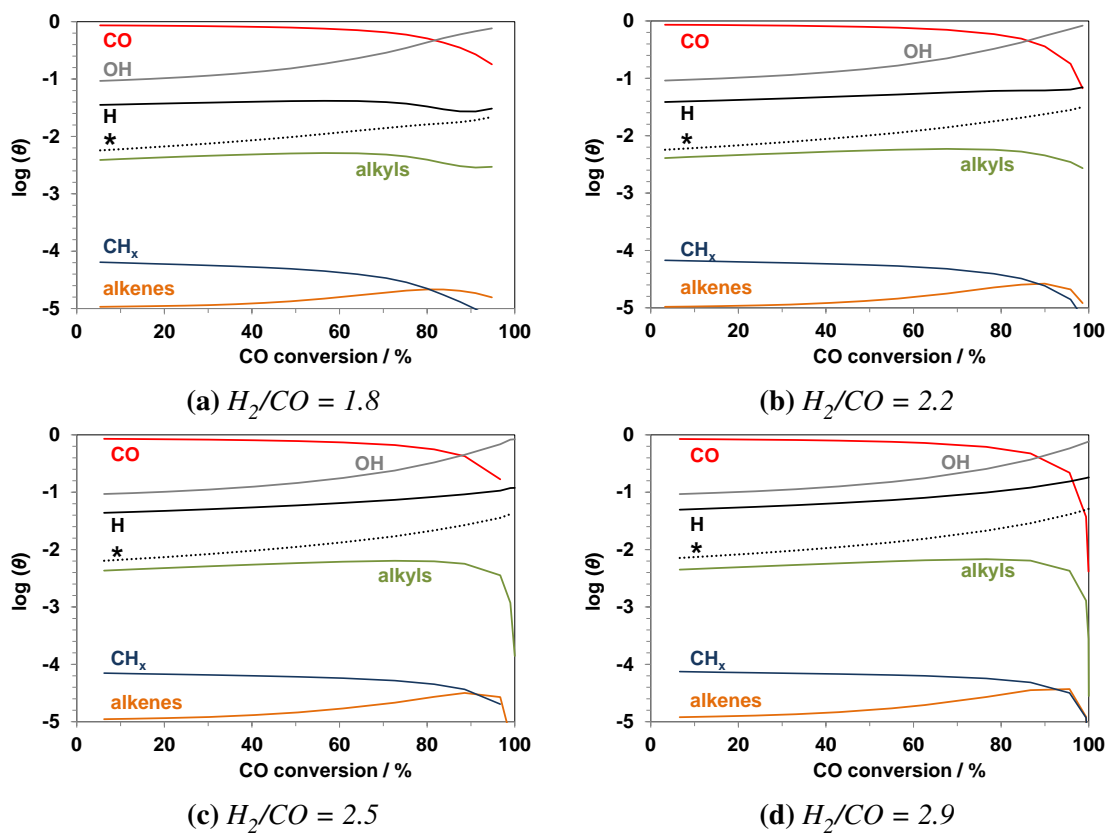 0
-1
-2
-3
-4
-5
log (θ)
CO
OH
H
*
alkyls
CHx
alkenes
0 20 40 60 80 100
CO conversion / %
(a) H2/CO = 1.8
0
-1
-2
-3
-4
-5
log (θ)
CO
OH
H
*
alkyls
CHx
alkenes
0 20 40 60 80 100
CO conversion / %
(b) H2/CO = 2.2
0
-1
-2
-3
-4
-5
log (θ)
CO
OH
H
*
alkyls
CHx
alkenes
0 20 40 60 80 100
CO conversion / %
(c) H2/CO = 2.5
0
-1
-2
-3
-4
-5
log (θ)
CO
OH
H
*
alkyls
CHx
alkenes
0 20 40 60 80 100
CO conversion / %
(d) H2/CO = 2.9